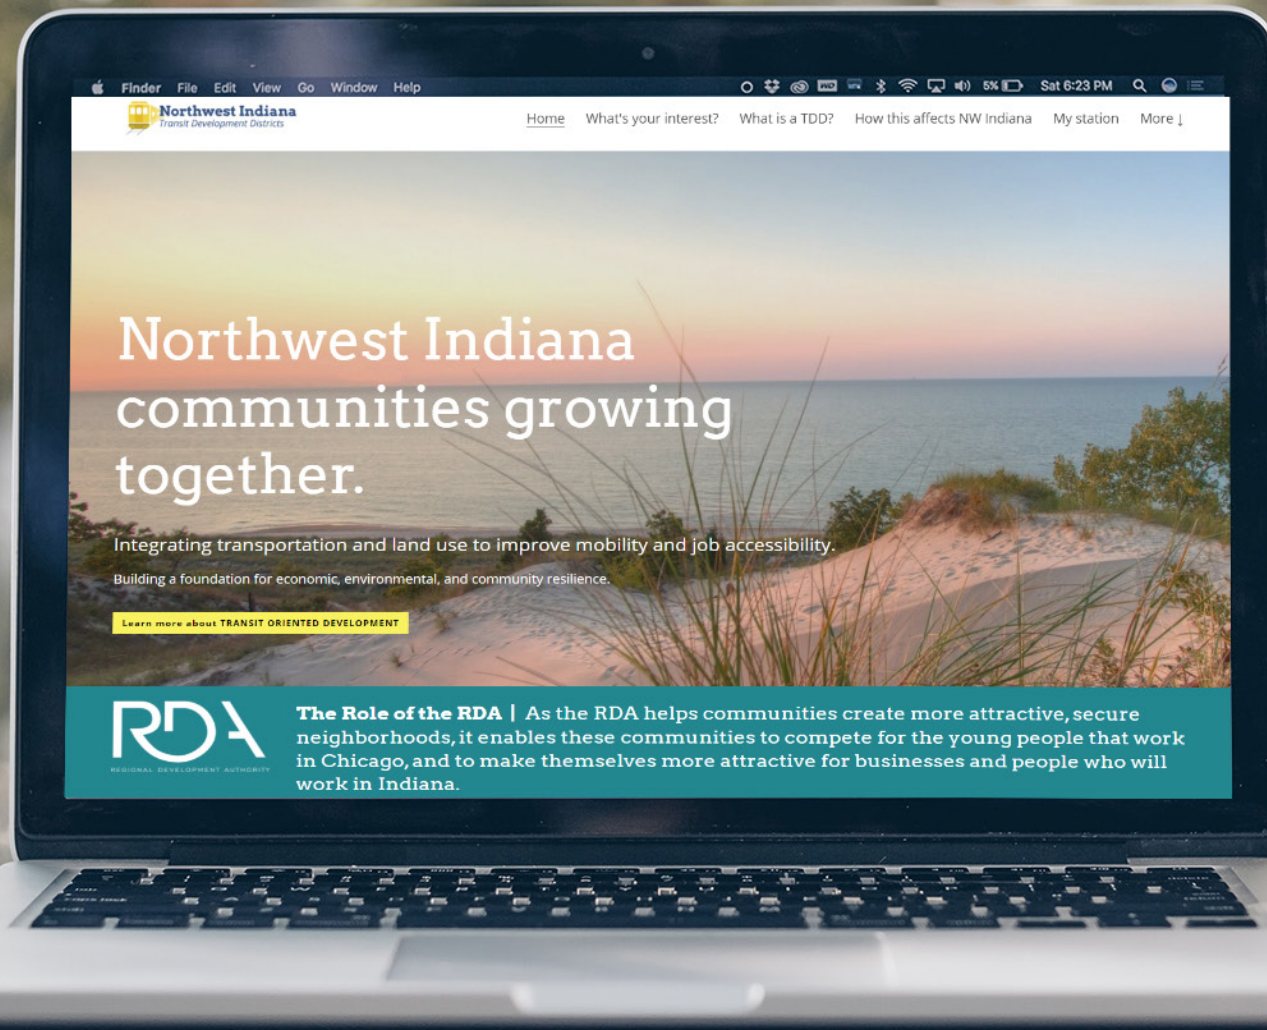 Finder File Edit View Go Window Help 5% Sat 6:23 PM
Northwest Indiana
Transit Development Districts
Home What's your interest? What is a TDD? How this affects NW Indiana My station More ↓
Northwest Indiana
communities growing
together.
Integrating transportation and land use to improve mobility and job accessibility.
Building a foundation for economic, environmental, and community resilience.
Learn more about TRANSIT ORIENTED DEVELOPMENT
RDA
REGIONAL DEVELOPMENT AUTHORITY
The Role of the RDA | As the RDA helps communities create more attractive, secure
neighborhoods, it enables these communities to compete for the young people that work
in Chicago, and to make themselves more attractive for businesses and people who will
work in Indiana.